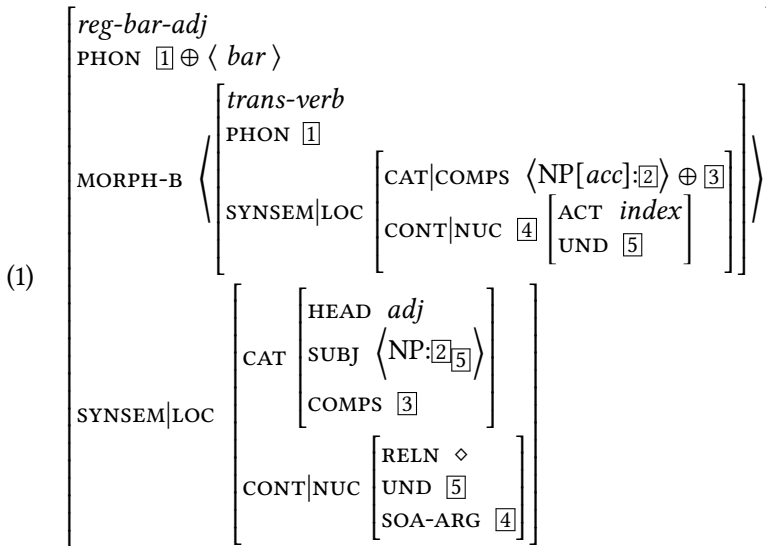 (1)
reg-bar-adj
PHON 1 ⊕ ⟨ bar ⟩
MORPH-B ⟨
trans-verb
PHON 1
SYNSEM|LOC
CAT|COMPS ⟨NP[acc]:2⟩ ⊕ 3
CONT|NUC 4
ACT index
UND 5
⟩
SYNSEM|LOC
CAT
HEAD adj
SUBJ ⟨NP:2 5⟩
COMPS 3
CONT|NUC
RELN ⋄
UND 5
SOA-ARG 4